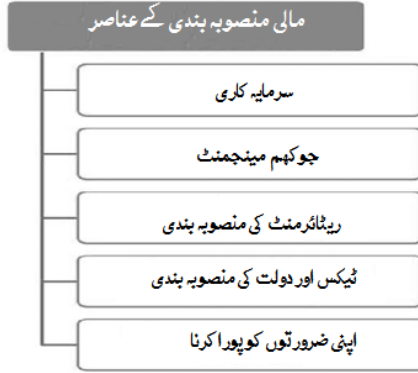 مالی منصوبہ بندی کے عناصر
سرمایہ کاری
جوکھم مینجمنٹ
ریٹائرمنٹ کی منصوبہ بندی
ٹیکس اور دولت کی منصوبہ بندی
اپنی ضرورتوں کو پورا کرنا